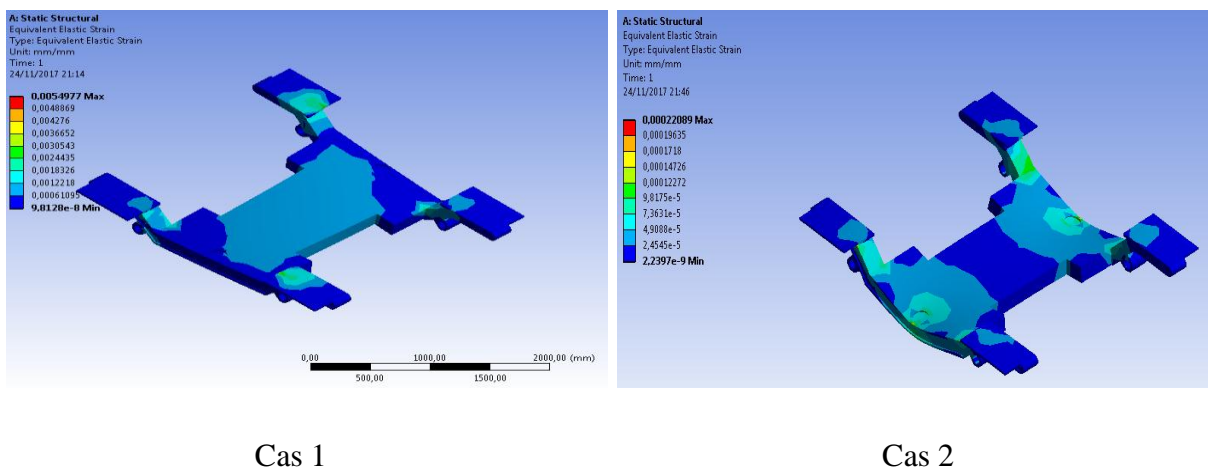 A: Static Structural
Equivalent Elastic Strain
Type: Equivalent Elastic Strain
Unit: mm/mm
Time: 1
24/11/2017 21:14
0.0054977 Max
0,0048869
0,004276
0,0036652
0,0030543
0,0024435
0,0018326
0,0012218
0,00061095
9.8128e-8 Min
0,00
1000,00
2000,00 (mm)
500,00
1500,00
A: Static Structural
Equivalent Elastic Strain
Type: Equivalent Elastic Strain
Unit: mm/mm
Time: 1
24/11/2017 21:46
0,00022089 Max
0,00019635
0,0001718
0,00014726
0,00012272
9,8175e-5
7,3631e-5
4,9088e-5
2,4545e-5
2,2397e-9 Min
Cas 1
Cas 2